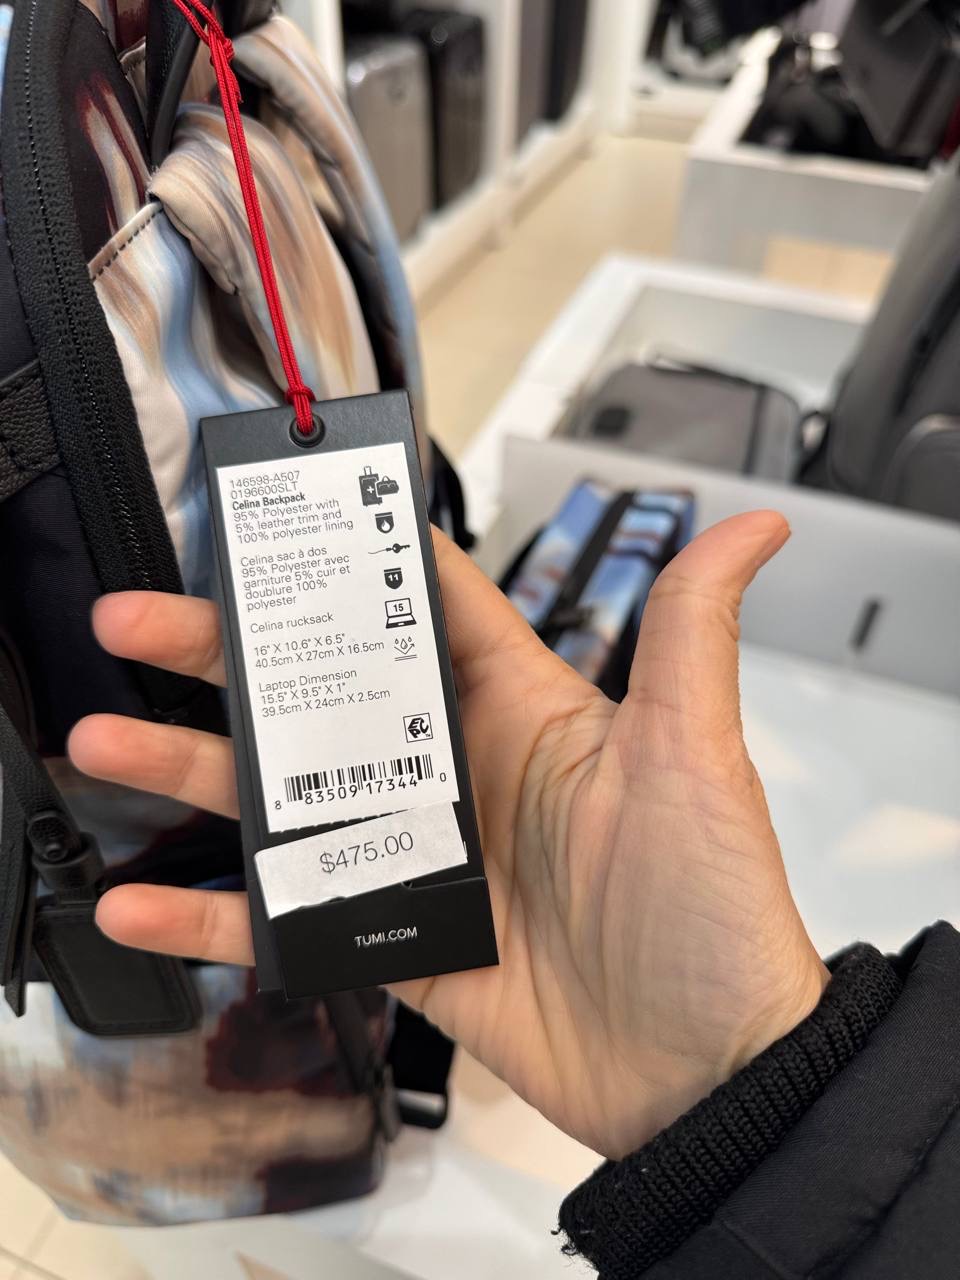 146598-A507
0196600SLT
Celina Backpack
95% Polyester with
5% leather trim and
100% polyester lining
Celina sac à dos
95% Polyester avec
garniture 5% cuir et
doublure 100%
polyester
Celina rucksack
16" X 10.6" X 6.5"
40.5cm X 27cm X 16.5cm
Laptop Dimension
15.5" X 9.5" X 1"
39.5cm X 24cm X 2.5cm
11
15
EPC™
8 83509 17344 0
$475.00
TUMI.COM